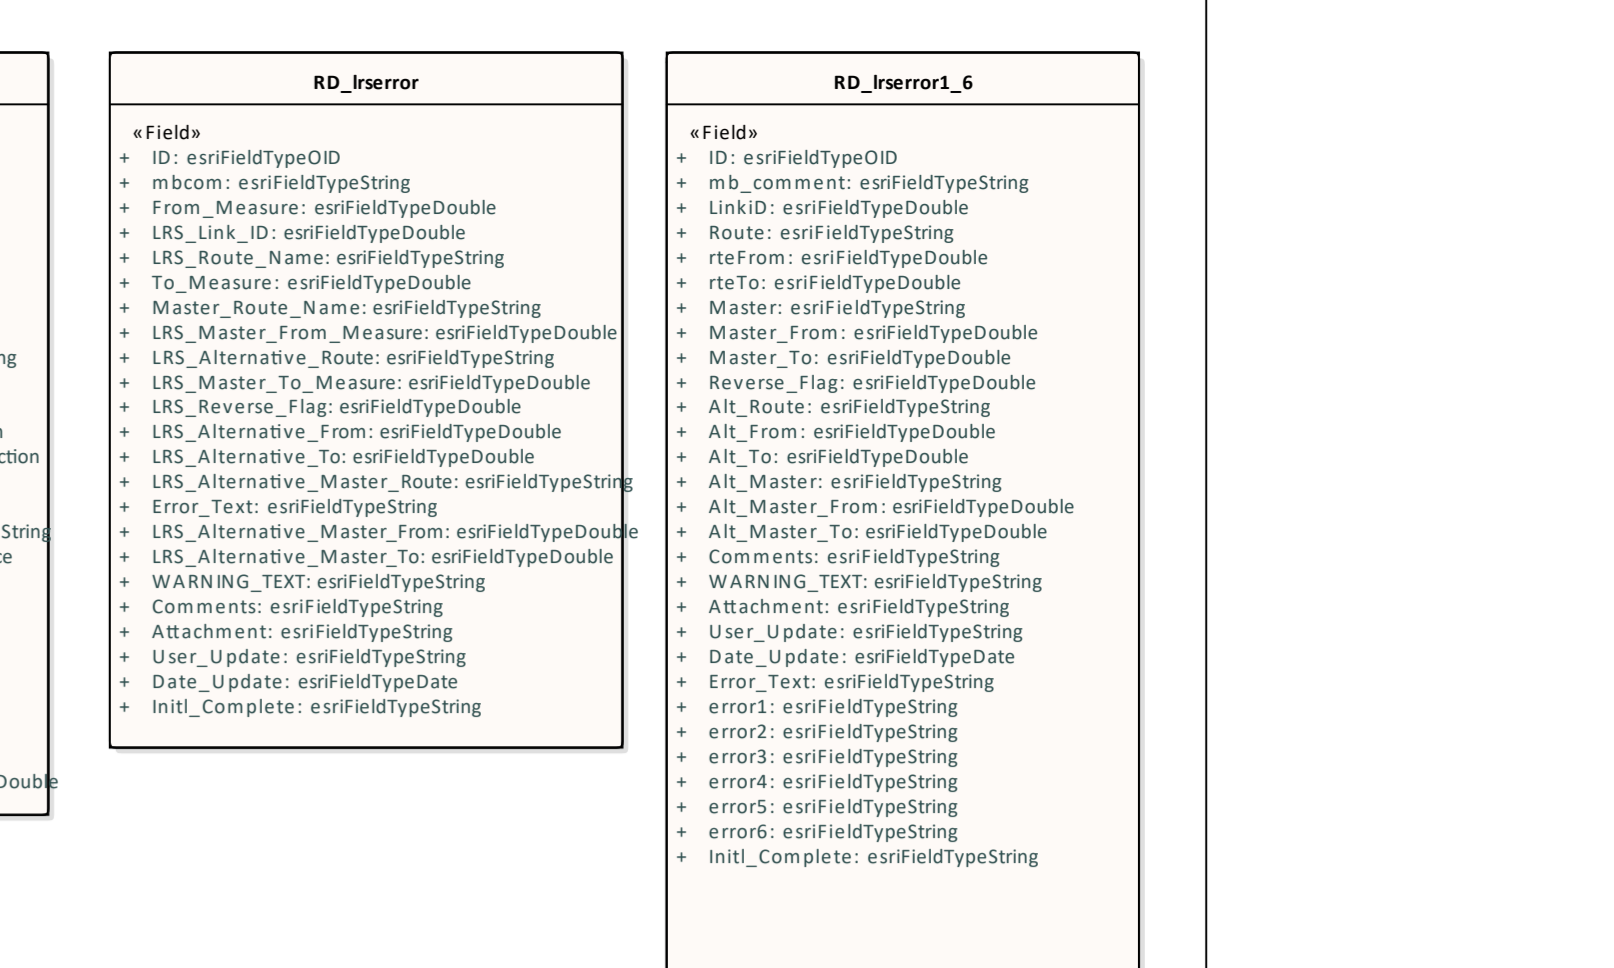 ng
n
ction
String
ce
Double
RD_lrserror
«Field»
+ ID: esriFieldTypeOID
+ mbcom: esriFieldTypeString
+ From_Measure: esriFieldTypeDouble
+ LRS_Link_ID: esriFieldTypeDouble
+ LRS_Route_Name: esriFieldTypeString
+ To_Measure: esriFieldTypeDouble
+ Master_Route_Name: esriFieldTypeString
+ LRS_Master_From_Measure: esriFieldTypeDouble
+ LRS_Alternative_Route: esriFieldTypeString
+ LRS_Master_To_Measure: esriFieldTypeDouble
+ LRS_Reverse_Flag: esriFieldTypeDouble
+ LRS_Alternative_From: esriFieldTypeDouble
+ LRS_Alternative_To: esriFieldTypeDouble
+ LRS_Alternative_Master_Route: esriFieldTypeString
+ Error_Text: esriFieldTypeString
+ LRS_Alternative_Master_From: esriFieldTypeDouble
+ LRS_Alternative_Master_To: esriFieldTypeDouble
+ WARNING_TEXT: esriFieldTypeString
+ Comments: esriFieldTypeString
+ Attachment: esriFieldTypeString
+ User_Update: esriFieldTypeString
+ Date_Update: esriFieldTypeDate
+ Initl_Complete: esriFieldTypeString
RD_lrserror1_6
«Field»
+ ID: esriFieldTypeOID
+ mb_comment: esriFieldTypeString
+ LinkiD: esriFieldTypeDouble
+ Route: esriFieldTypeString
+ rteFrom: esriFieldTypeDouble
+ rteTo: esriFieldTypeDouble
+ Master: esriFieldTypeString
+ Master_From: esriFieldTypeDouble
+ Master_To: esriFieldTypeDouble
+ Reverse_Flag: esriFieldTypeDouble
+ Alt_Route: esriFieldTypeString
+ Alt_From: esriFieldTypeDouble
+ Alt_To: esriFieldTypeDouble
+ Alt_Master: esriFieldTypeString
+ Alt_Master_From: esriFieldTypeDouble
+ Alt_Master_To: esriFieldTypeDouble
+ Comments: esriFieldTypeString
+ WARNING_TEXT: esriFieldTypeString
+ Attachment: esriFieldTypeString
+ User_Update: esriFieldTypeString
+ Date_Update: esriFieldTypeDate
+ Error_Text: esriFieldTypeString
+ error1: esriFieldTypeString
+ error2: esriFieldTypeString
+ error3: esriFieldTypeString
+ error4: esriFieldTypeString
+ error5: esriFieldTypeString
+ error6: esriFieldTypeString
+ Initl_Complete: esriFieldTypeString